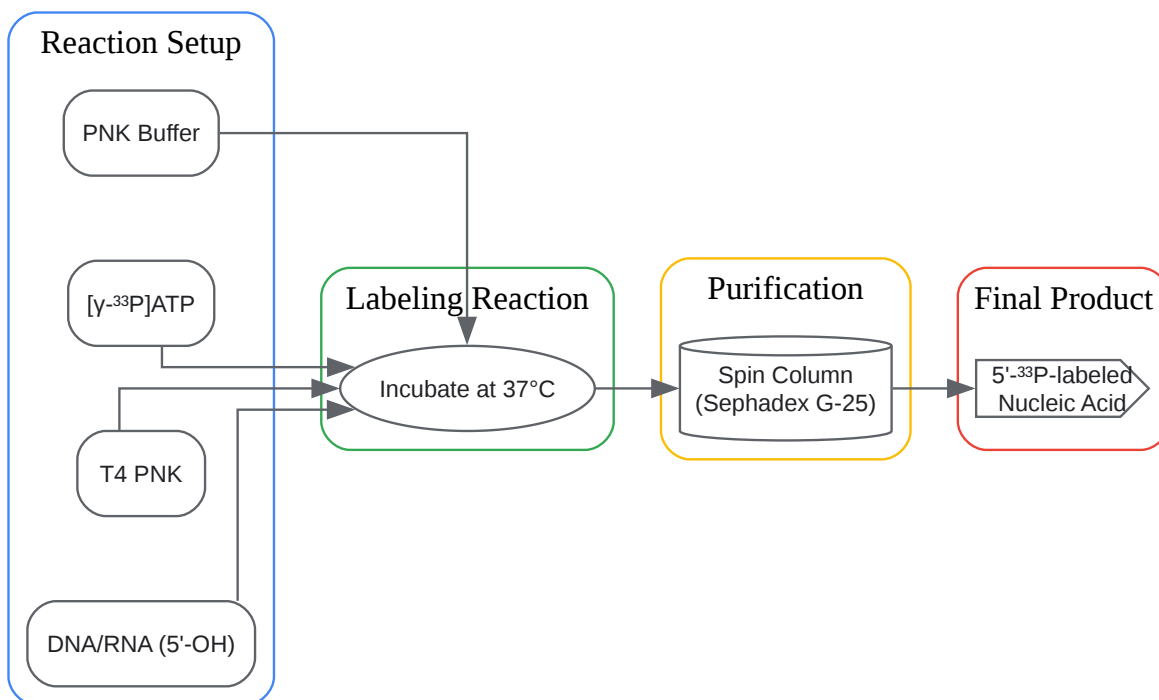 Reaction Setup
PNK Buffer
[γ-³³P]ATP
T4 PNK
DNA/RNA (5'-OH)
Labeling Reaction
Incubate at 37°C
Purification
Spin Column
(Sephadex G-25)
Final Product
5'-³³P-labeled
Nucleic Acid